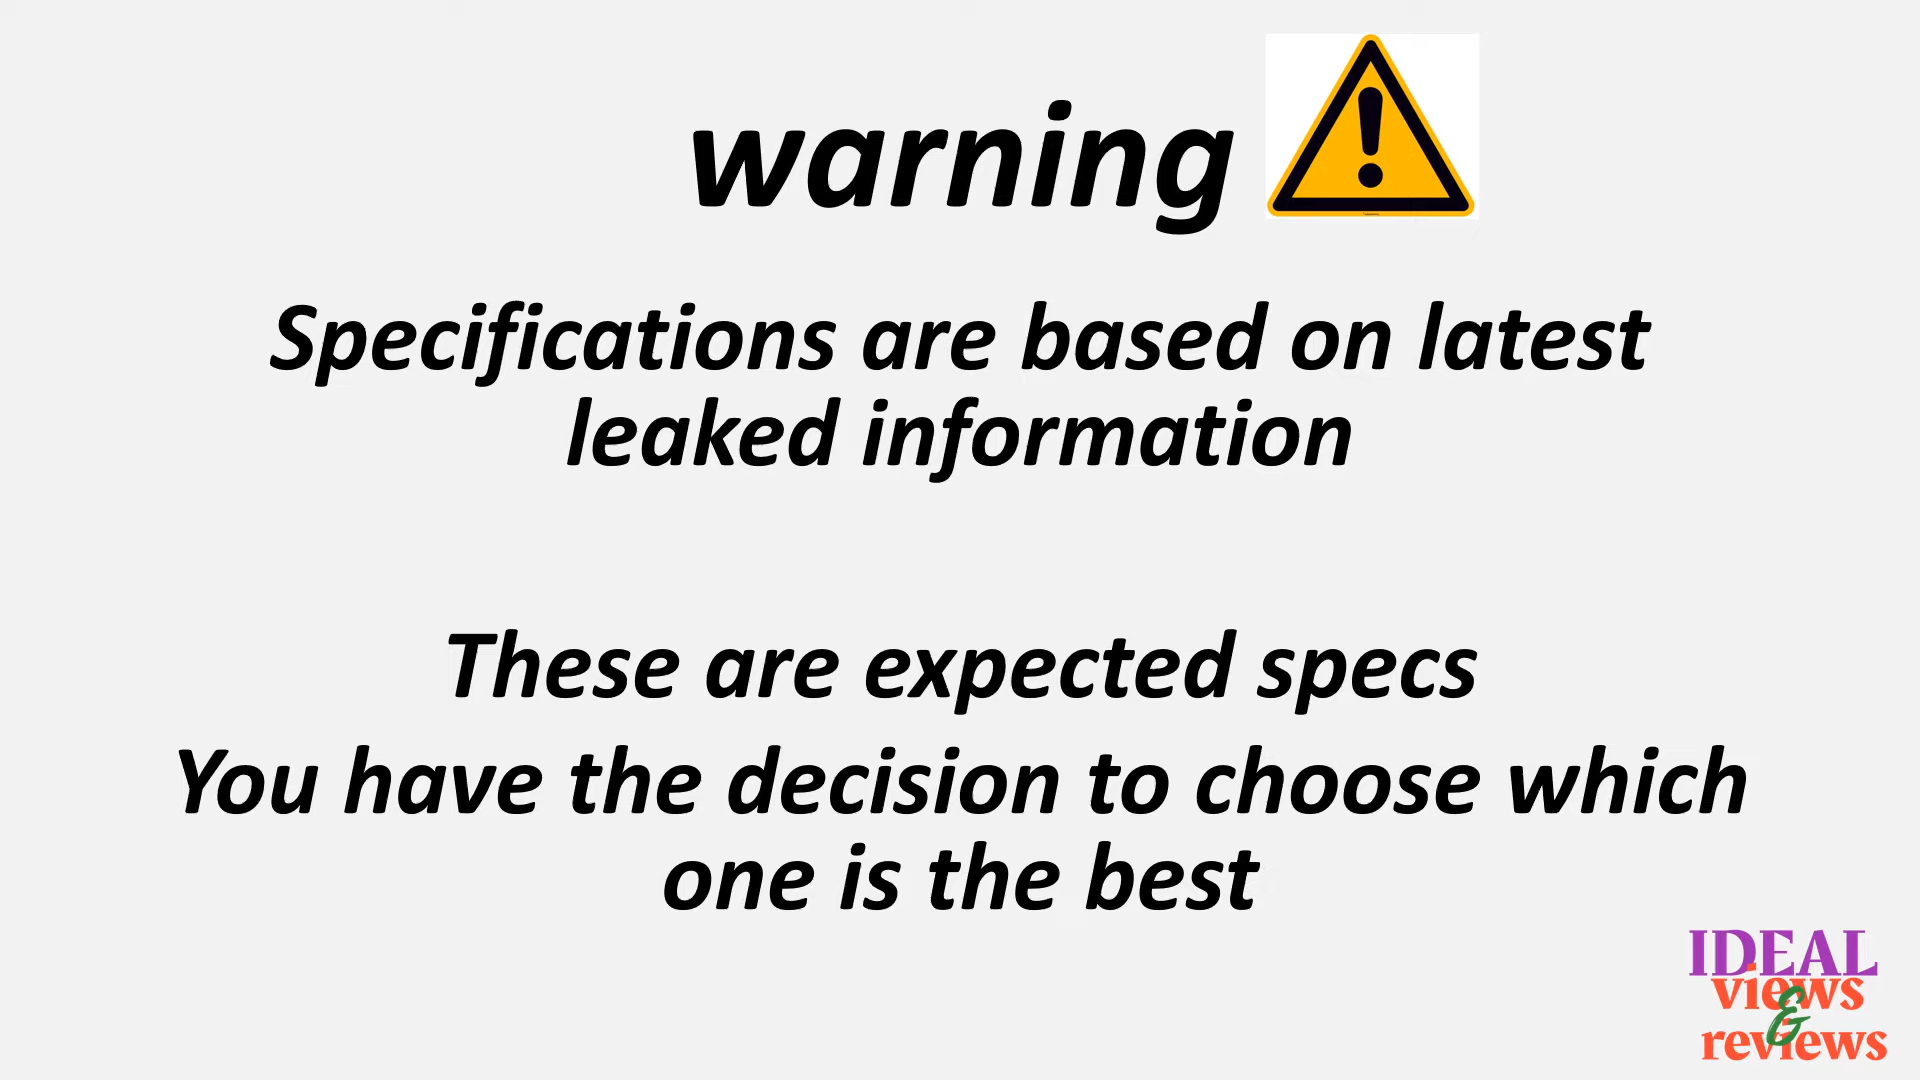 warning
Specifications are based on latest
leaked information
These are expected specs
You have the decision to choose which
one is the best
IDEAL
views
&
reviews